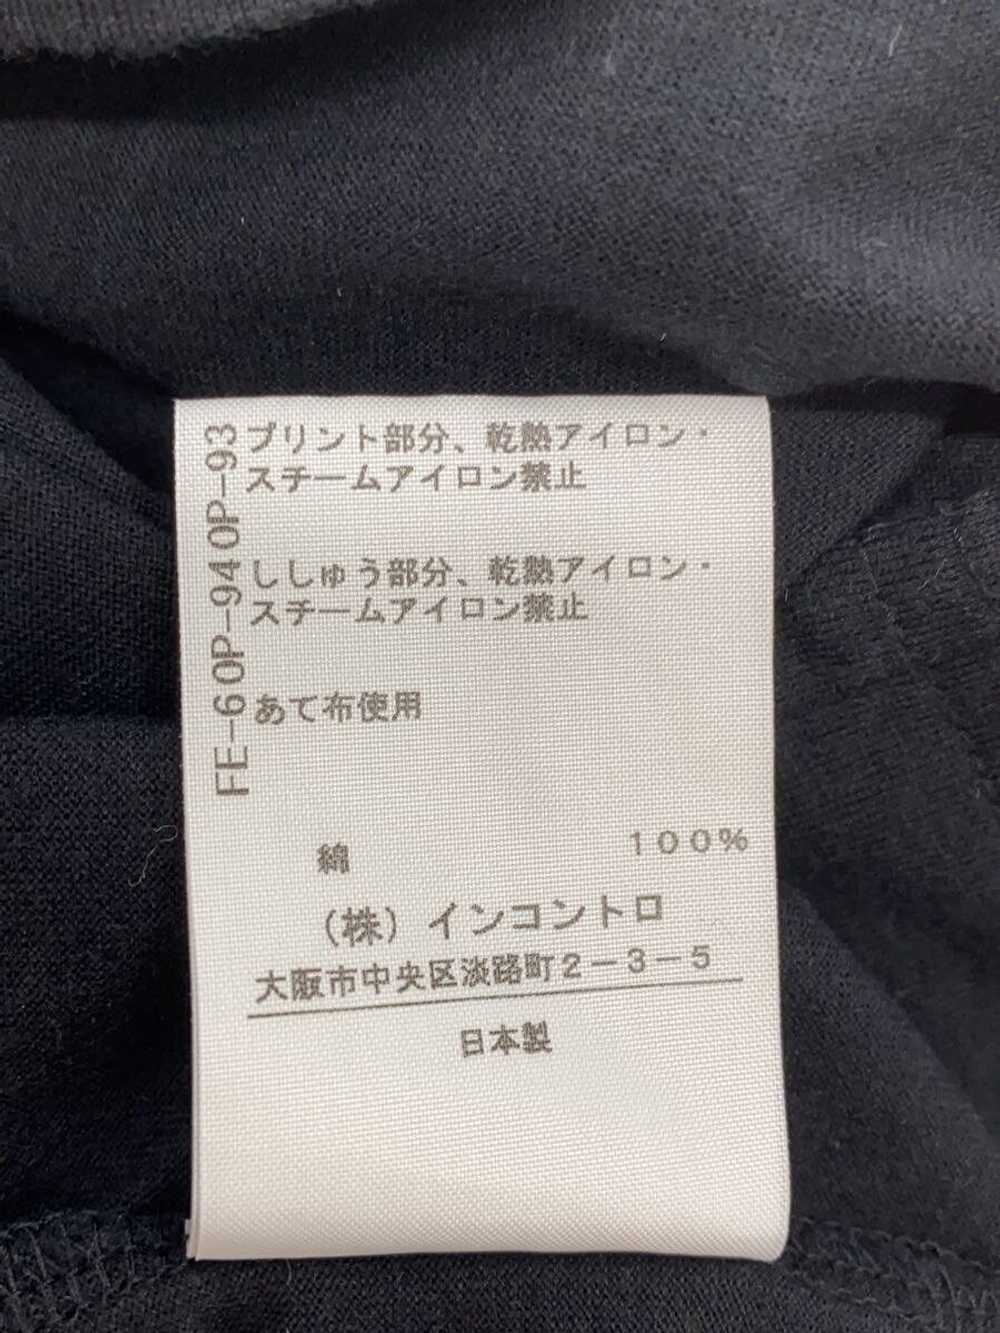 FE-60P-940P-93
プリント部分、乾熱アイロン・
スチームアイロン禁止
ししゅう部分、乾熱アイロン・
スチームアイロン禁止
あて布使用
綿 100%
(株)インコントロ
大阪市中央区淡路町2-3-5
日本製